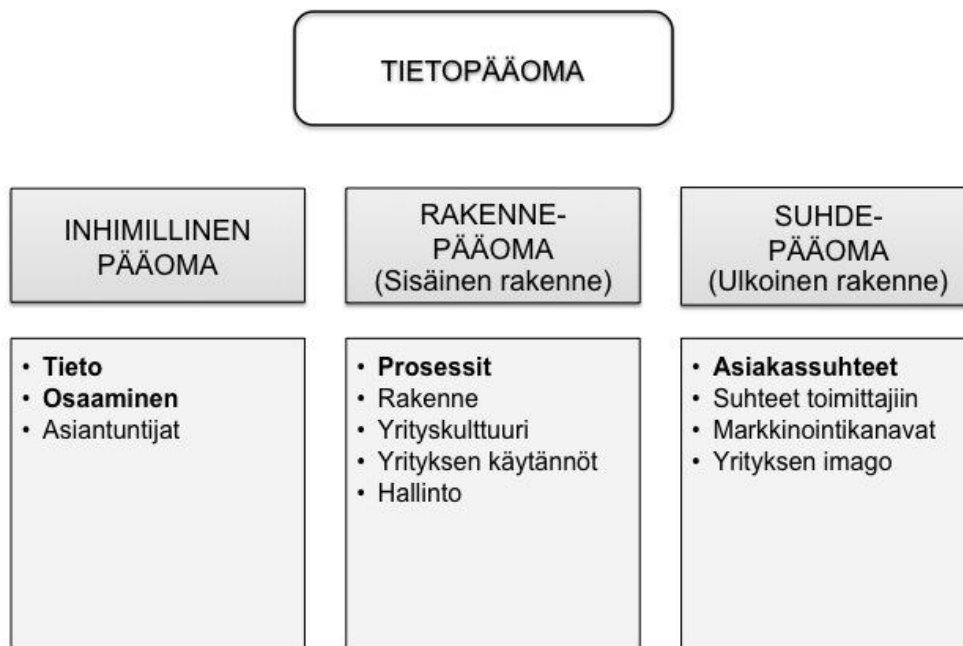 TIETOPÄÄOMA
INHIMILLINEN
PÄÄOMA
• Tieto
• Osaaminen
• Asiantuntijat
RAKENNE-
PÄÄOMA
(Sisäinen rakenne)
• Prosessit
• Rakenne
• Yrityskulttuuri
• Yrityksen käytännöt
• Hallinto
SUHDE-
PÄÄOMA
(Ulkoinen rakenne)
• Asiakassuhteet
• Suhteet toimittajiin
• Markkinointikanavat
• Yrityksen imago